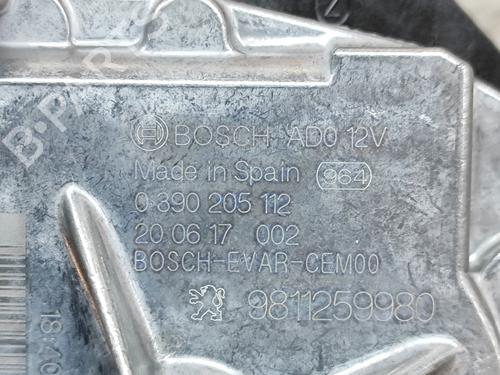 BOSCH AD0 12V
Made in Spain 964
0 390 205 112
20 06 17 002
BOSCH-EVAR-CEM00
9811259980
B-PARTS